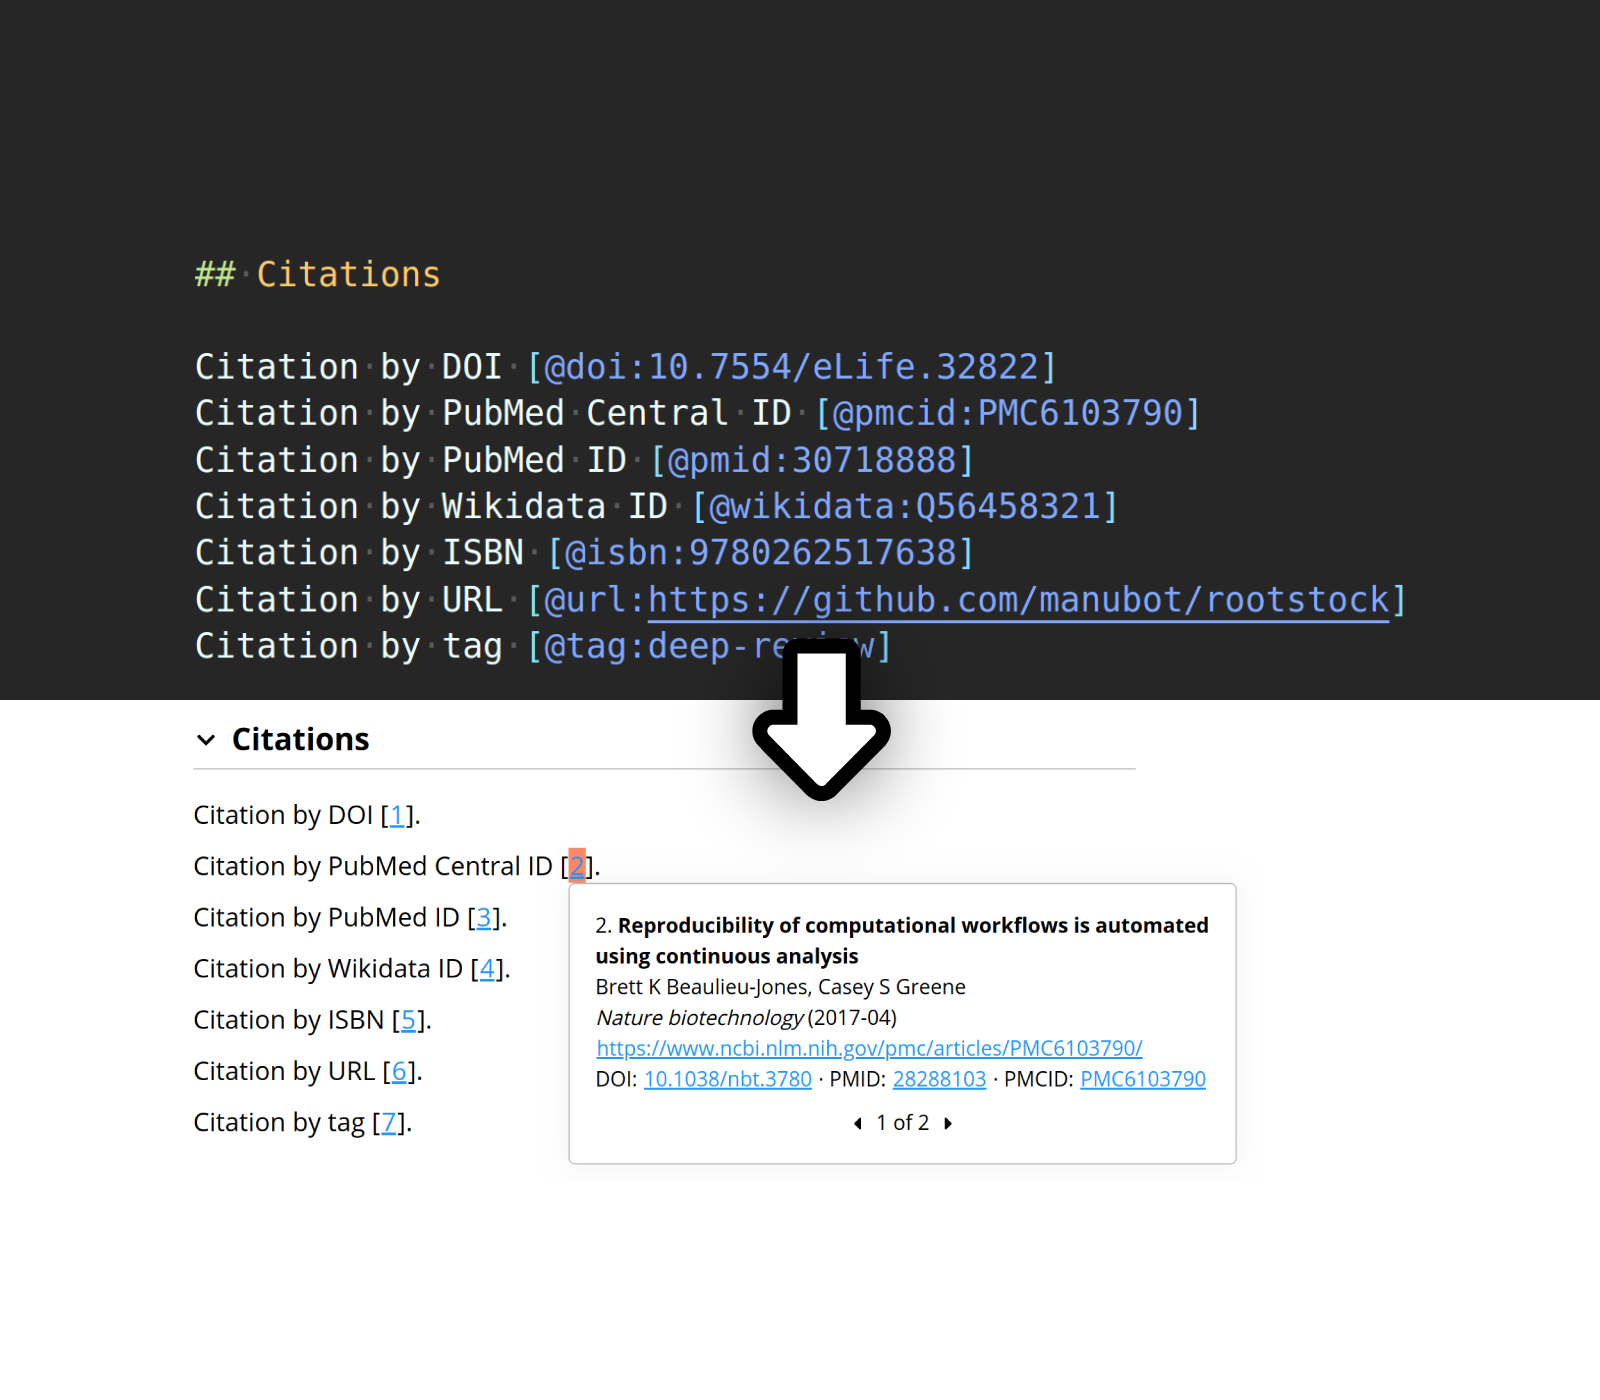 ## Citations
Citation by DOI [@doi:10.7554/eLife.32822]
Citation by PubMed Central ID [@pmcid:PMC6103790]
Citation by PubMed ID [@pmid:30718888]
Citation by Wikidata ID [@wikidata:Q56458321]
Citation by ISBN [@isbn:9780262517638]
Citation by URL [@url:https://github.com/manubot/rootstock]
Citation by tag [@tag:deep-review]
Citations
Citation by DOI [1].
Citation by PubMed Central ID [2].
Citation by PubMed ID [3].
Citation by Wikidata ID [4].
Citation by ISBN [5].
Citation by URL [6].
Citation by tag [7].
2. Reproducibility of computational workflows is automated
using continuous analysis
Brett K Beaulieu-Jones, Casey S Greene
Nature biotechnology (2017-04)
https://www.ncbi.nlm.nih.gov/pmc/articles/PMC6103790/
DOI: 10.1038/nbt.3780 · PMID: 28288103 · PMCID: PMC6103790
1 of 2